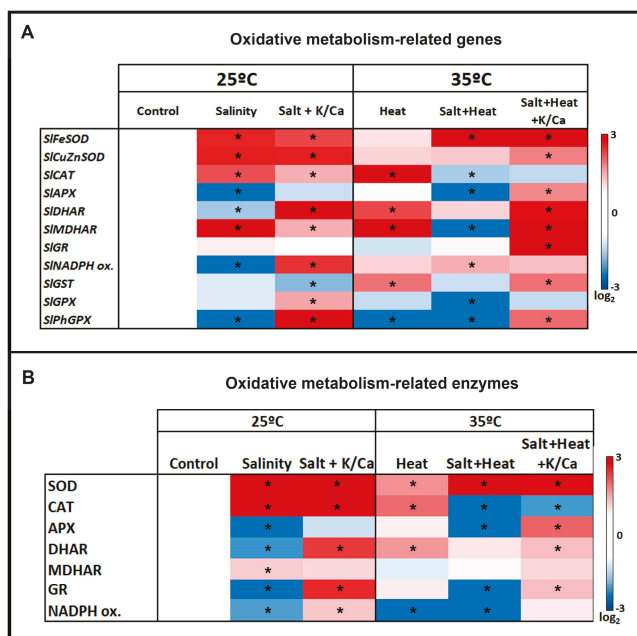 A
Oxidative metabolism-related genes
25ºC 35ºC
Control Salinity Salt + K/Ca Heat Salt+Heat Salt+Heat +K/Ca
SlFeSOD * * * *
SlCuZnSOD * * *
SlCAT * * * *
SlAPX * * *
SlDHAR * * * *
SlMDHAR * * * * *
SlGR *
SlNADPH ox. * * *
SlGST * * *
SlGPX * *
SlPhGPX * * * * *
3
-3
log2
B
Oxidative metabolism-related enzymes
25ºC 35ºC
Control Salinity Salt + K/Ca Heat Salt+Heat Salt+Heat +K/Ca
SOD * * * * *
CAT * * * * *
APX * * *
DHAR * * * *
MDHAR *
GR * * * *
NADPH ox. * * * *
3
-3
log2